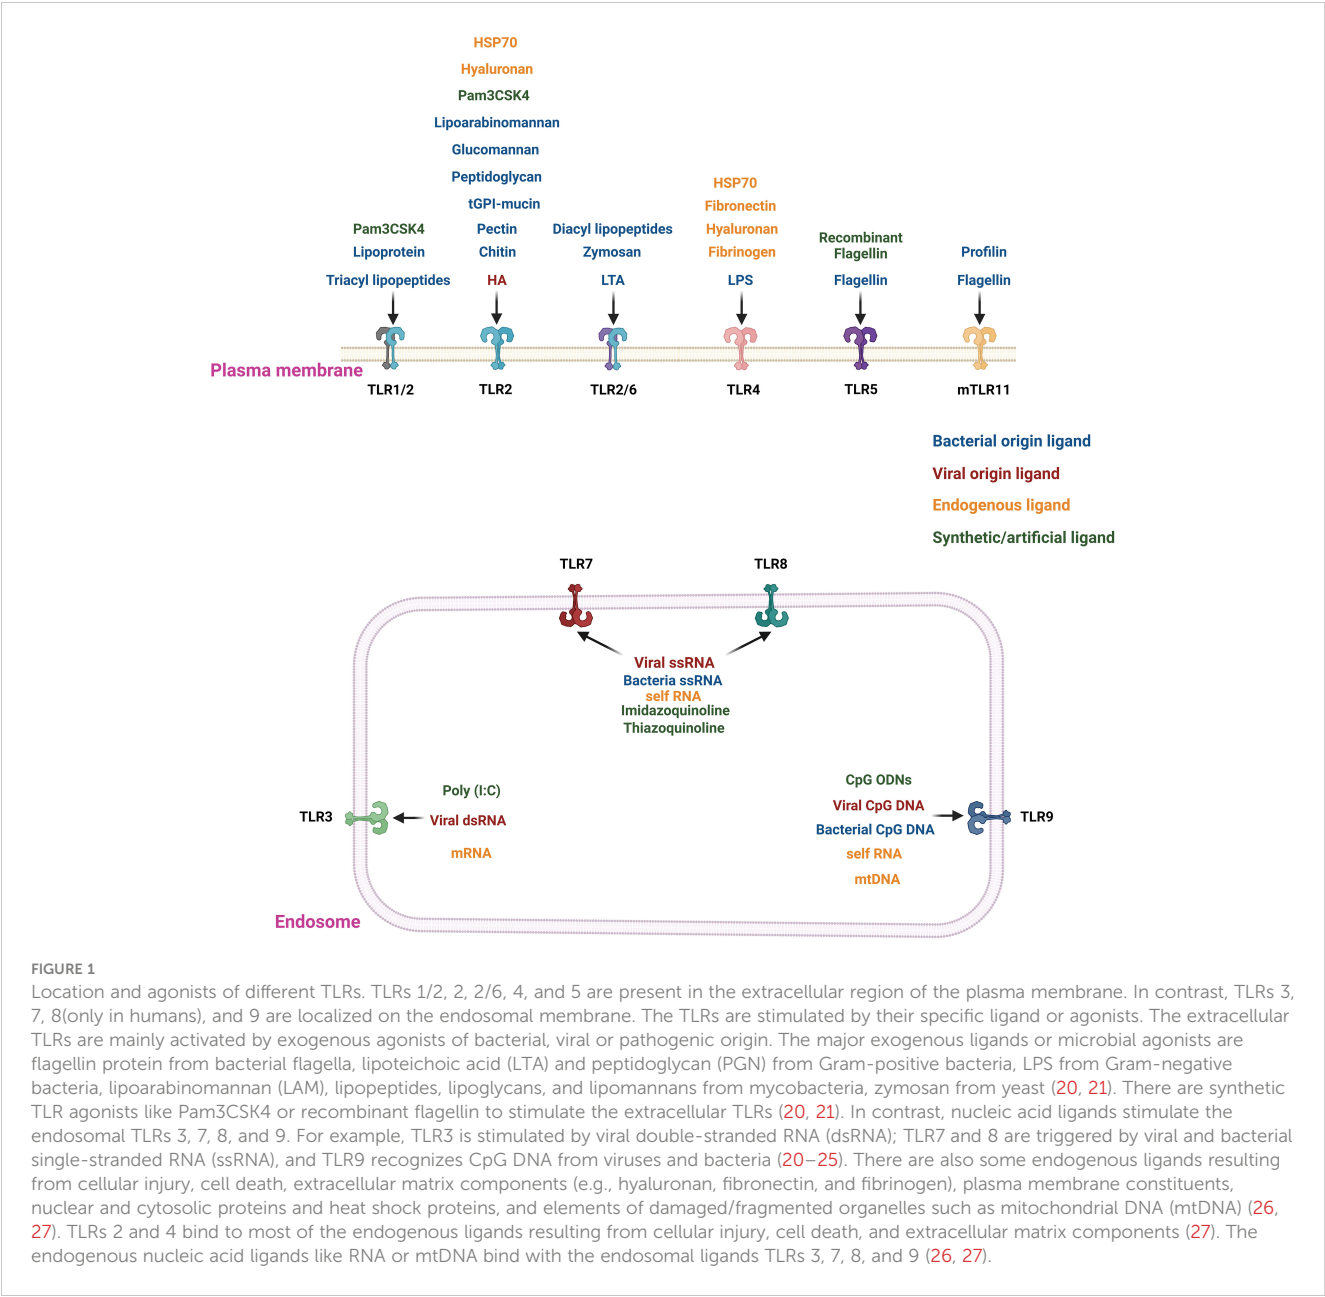 HSP70
Hyaluronan
Pam3CSK4
Lipoarabinomannan
Glucomannan
Peptidoglycan
tGPI-mucin
Pectin
Chitin
HA
Pam3CSK4
Lipoprotein
Triacyl lipopeptides
Diacyl lipopeptides
Zymosan
LTA
HSP70
Fibronectin
Hyaluronan
Fibrinogen
LPS
Recombinant
Flagellin
Flagellin
Profilin
Flagellin
Plasma membrane
TLR1/2
TLR2
TLR2/6
TLR4
TLR5
mTLR11
Bacterial origin ligand
Viral origin ligand
Endogenous ligand
Synthetic/artificial ligand
TLR7
TLR8
Viral ssRNA
Bacteria ssRNA
self RNA
Imidazoquinoline
Thiazoquinoline
TLR3
Poly (I:C)
Viral dsRNA
mRNA
CpG ODNs
Viral CpG DNA
Bacterial CpG DNA
self RNA
mtDNA
TLR9
Endosome
FIGURE 1
Location and agonists of different TLRs. TLRs 1/2, 2, 2/6, 4, and 5 are present in the extracellular region of the plasma membrane. In contrast, TLRs 3,
7, 8(only in humans), and 9 are localized on the endosomal membrane. The TLRs are stimulated by their specific ligand or agonists. The extracellular
TLRs are mainly activated by exogenous agonists of bacterial, viral or pathogenic origin. The major exogenous ligands or microbial agonists are
flagellin protein from bacterial flagella, lipoteichoic acid (LTA) and peptidoglycan (PGN) from Gram-positive bacteria, LPS from Gram-negative
bacteria, lipoarabinomannan (LAM), lipopeptides, lipoglycans, and lipomannans from mycobacteria, zymosan from yeast (20, 21). There are synthetic
TLR agonists like Pam3CSK4 or recombinant flagellin to stimulate the extracellular TLRs (20, 21). In contrast, nucleic acid ligands stimulate the
endosomal TLRs 3, 7, 8, and 9. For example, TLR3 is stimulated by viral double-stranded RNA (dsRNA); TLR7 and 8 are triggered by viral and bacterial
single-stranded RNA (ssRNA), and TLR9 recognizes CpG DNA from viruses and bacteria (20–25). There are also some endogenous ligands resulting
from cellular injury, cell death, extracellular matrix components (e.g., hyaluronan, fibronectin, and fibrinogen), plasma membrane constituents,
nuclear and cytosolic proteins and heat shock proteins, and elements of damaged/fragmented organelles such as mitochondrial DNA (mtDNA) (26,
27). TLRs 2 and 4 bind to most of the endogenous ligands resulting from cellular injury, cell death, and extracellular matrix components (27). The
endogenous nucleic acid ligands like RNA or mtDNA bind with the endosomal ligands TLRs 3, 7, 8, and 9 (26, 27).